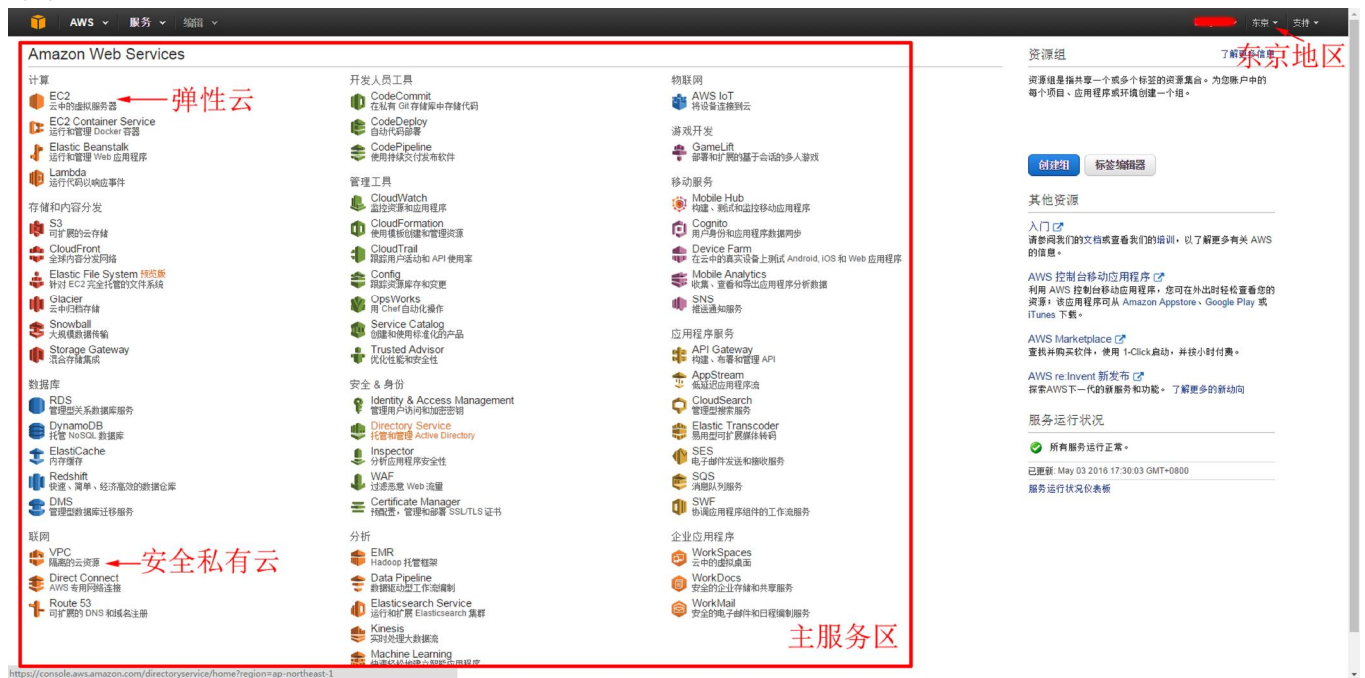 AWS 服务 编辑 东京 支持
东京地区
Amazon Web Services
计算
EC2
云中的虚拟服务器
弹性云
EC2 Container Service
运行和管理 Docker 容器
Elastic Beanstalk
运行和管理 Web 应用程序
Lambda
运行代码以响应事件
存储和内容分发
S3
可扩展的云存储
CloudFront
全球内容分发网络
Elastic File System 预览版
针对 EC2 完全托管的文件系统
Glacier
云中归档存储
Snowball
大规模数据传输
Storage Gateway
混合存储集成
数据库
RDS
管理型关系数据库服务
DynamoDB
托管 NoSQL 数据库
ElastiCache
内存缓存
Redshift
快速、简单、经济高效的数据仓库
DMS
管理型数据库迁移服务
联网
VPC
隔离的云资源
安全私有云
Direct Connect
AWS 专用网络连接
Route 53
可扩展的 DNS 和域名注册
开发人员工具
CodeCommit
在私有 Git 存储库中存储代码
CodeDeploy
自动代码部署
CodePipeline
使用持续交付发布软件
管理工具
CloudWatch
监控资源和应用程序
CloudFormation
使用模板创建和管理资源
CloudTrail
跟踪用户活动和 API 使用率
Config
跟踪资源库存和变更
OpsWorks
用 Chef 自动化操作
Service Catalog
创建和使用标准化的产品
Trusted Advisor
优化性能和安全性
安全 & 身份
Identity & Access Management
管理用户访问和加密密钥
Directory Service
托管和管理 Active Directory
Inspector
分析应用程序安全性
WAF
过滤恶意 Web 流量
Certificate Manager
预配置，管理和部署 SSL/TLS 证书
分析
EMR
Hadoop 托管框架
Data Pipeline
数据驱动型工作流编制
Elasticsearch Service
运行和扩展 Elasticsearch 集群
Kinesis
实时处理大数据流
Machine Learning
快速轻松地建立智能应用程序
物联网
AWS IoT
将设备连接到云
游戏开发
GameLift
部署和扩展的基于会话的多人游戏
移动服务
Mobile Hub
构建、测试和监控移动应用程序
Cognito
用户身份和应用程序数据同步
Device Farm
在云中的真实设备上测试 Android, iOS 和 Web 应用程序
Mobile Analytics
收集、查看和导出应用程序分析数据
SNS
推送通知服务
应用程序服务
API Gateway
构建、布署和管理 API
AppStream
低延迟应用程序流
CloudSearch
管理型搜索服务
Elastic Transcoder
易用型可扩展媒体转码
SES
电子邮件发送和接收服务
SQS
消息队列服务
SWF
协调应用程序组件的工作流服务
企业应用程序
WorkSpaces
云中的虚拟桌面
WorkDocs
安全的企业存储和共享服务
WorkMail
安全的电子邮件和日程编制服务
主服务区
资源组 了解更多信息
资源组是指共享一个或多个标签的资源集合。为您账户中的
每个项目、应用程序或环境创建一个组。
创建组 标签编辑器
其他资源
入门
请参阅我们的文档或查看我们的培训，以了解更多有关 AWS
的信息。
AWS 控制台移动应用程序
利用 AWS 控制台移动应用程序，您可在外出时轻松查看您的
资源；该应用程序可从 Amazon Appstore、Google Play 或
iTunes 下载。
AWS Marketplace
查找并购买软件，使用 1-Click启动，并按小时付费。
AWS re:Invent 新发布
探索AWS下一代的新服务和功能。 了解更多的新动向
服务运行状况
所有服务运行正常。
已更新: May 03 2016 17:30:03 GMT+0800
服务运行状况仪表板
https://console.aws.amazon.com/directoryservice/home?region=ap-northeast-1